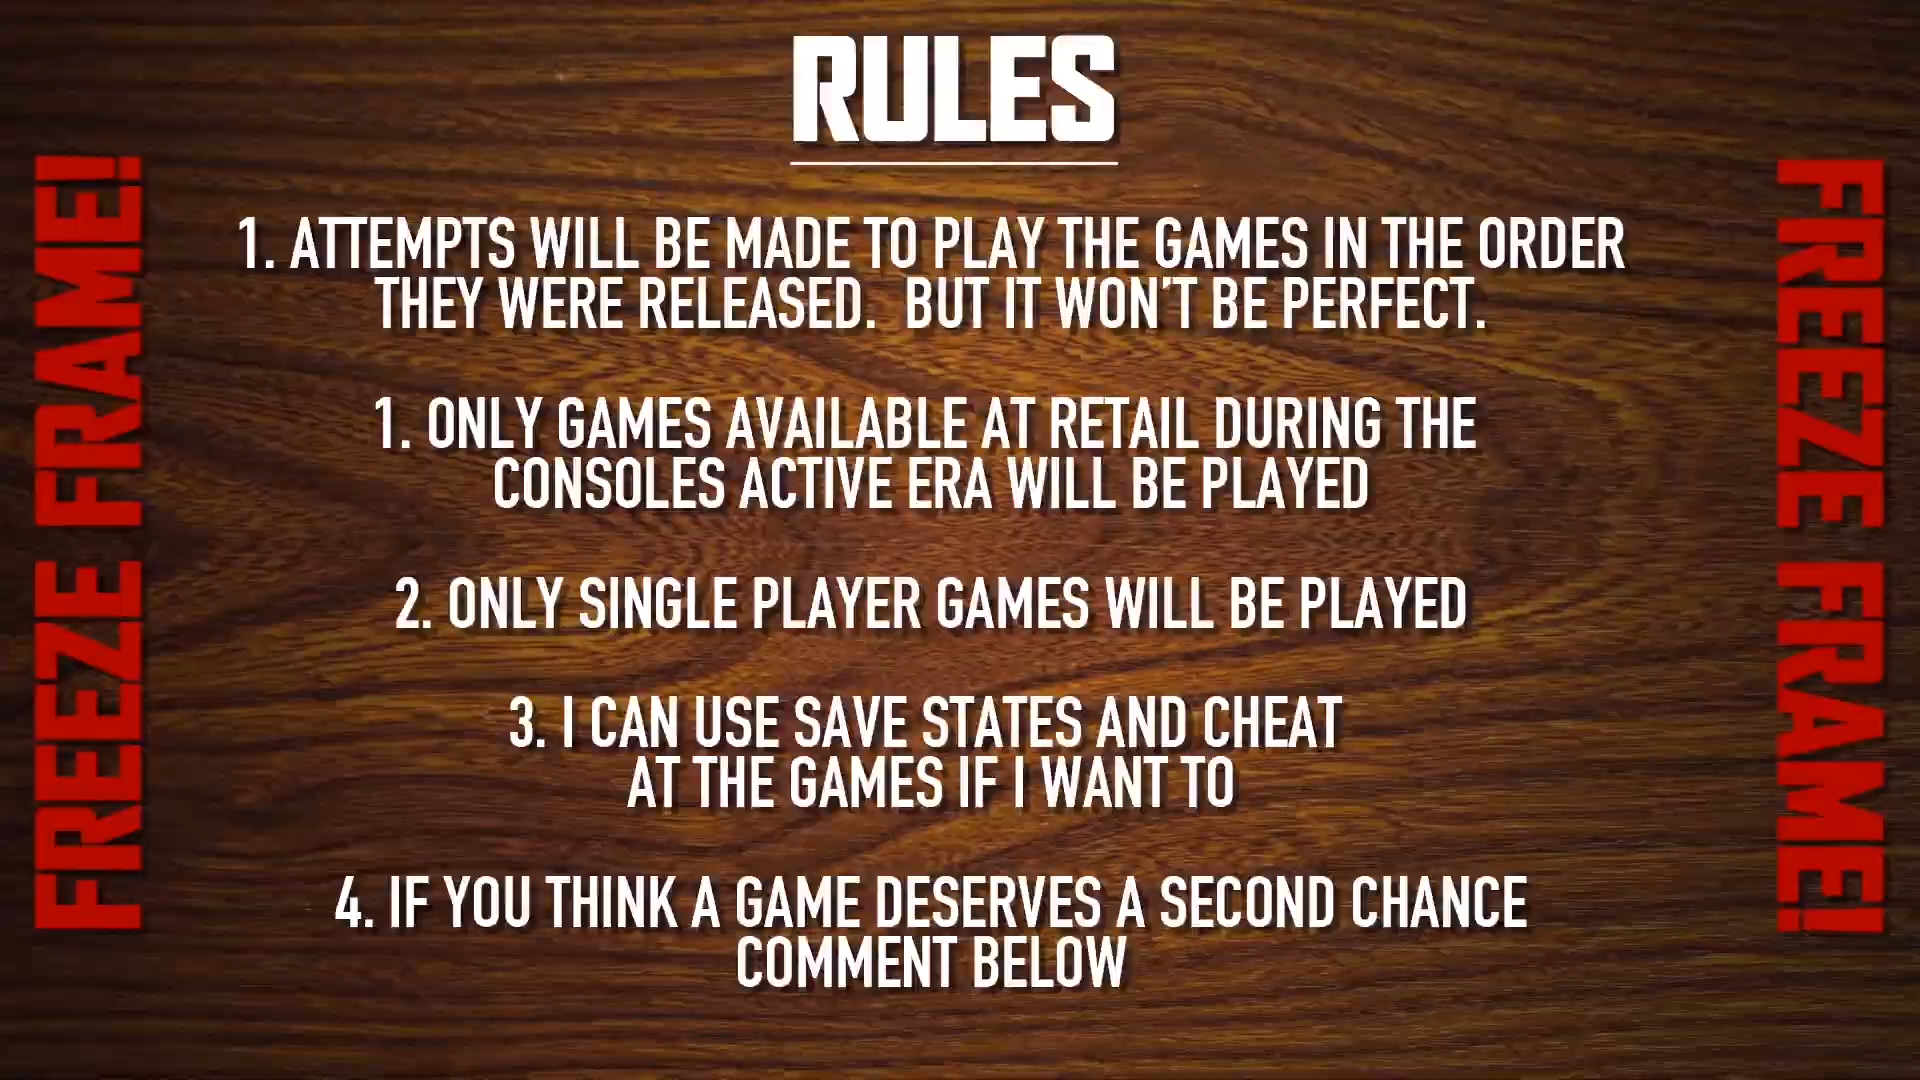 RULES
FREEZE FRAME!
1. ATTEMPTS WILL BE MADE TO PLAY THE GAMES IN THE ORDER
THEY WERE RELEASED.  BUT IT WON'T BE PERFECT.
1. ONLY GAMES AVAILABLE AT RETAIL DURING THE
CONSOLES ACTIVE ERA WILL BE PLAYED
2. ONLY SINGLE PLAYER GAMES WILL BE PLAYED
3. I CAN USE SAVE STATES AND CHEAT
AT THE GAMES IF I WANT TO
4. IF YOU THINK A GAME DESERVES A SECOND CHANCE
COMMENT BELOW
FREEZE FRAME!